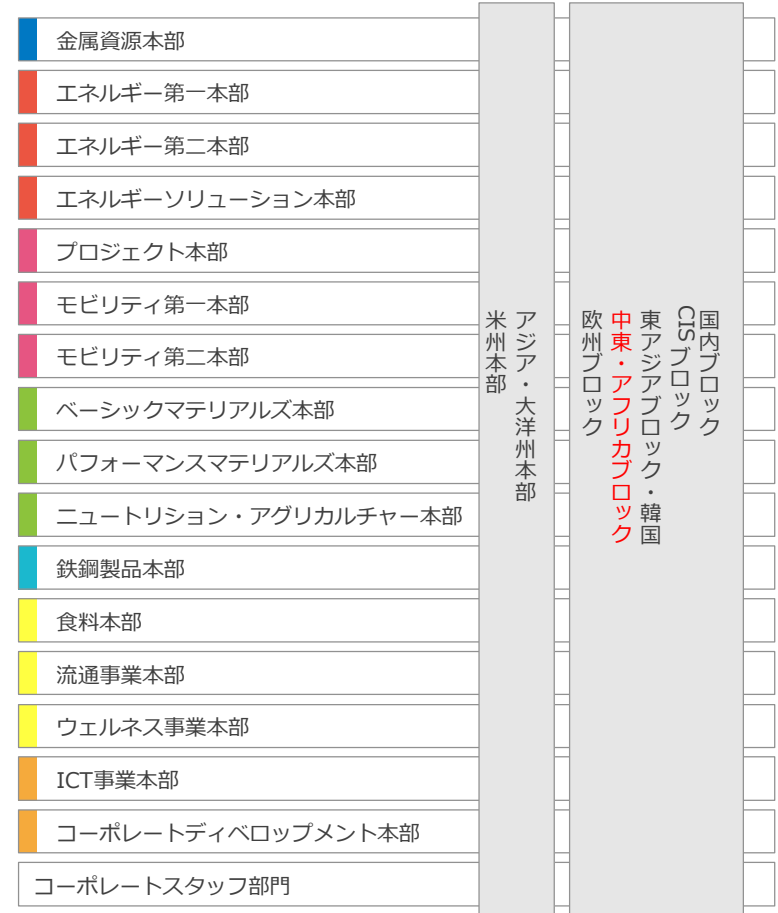 金属資源本部
エネルギー第一本部
エネルギー第二本部
エネルギーソリューション本部
プロジェクト本部
モビリティ第一本部
モビリティ第二本部
ベーシックマテリアルズ本部
パフォーマンスマテリアルズ本部
ニュートリション・アグリカルチャー本部
鉄鋼製品本部
食料本部
流通事業本部
ウェルネス事業本部
ICT事業本部
コーポレートディベロップメント本部
コーポレートスタッフ部門
アジア・大洋州本部
米州本部
国内ブロック
CISブロック
東アジアブロック・韓国
中東・アフリカブロック
欧州ブロック